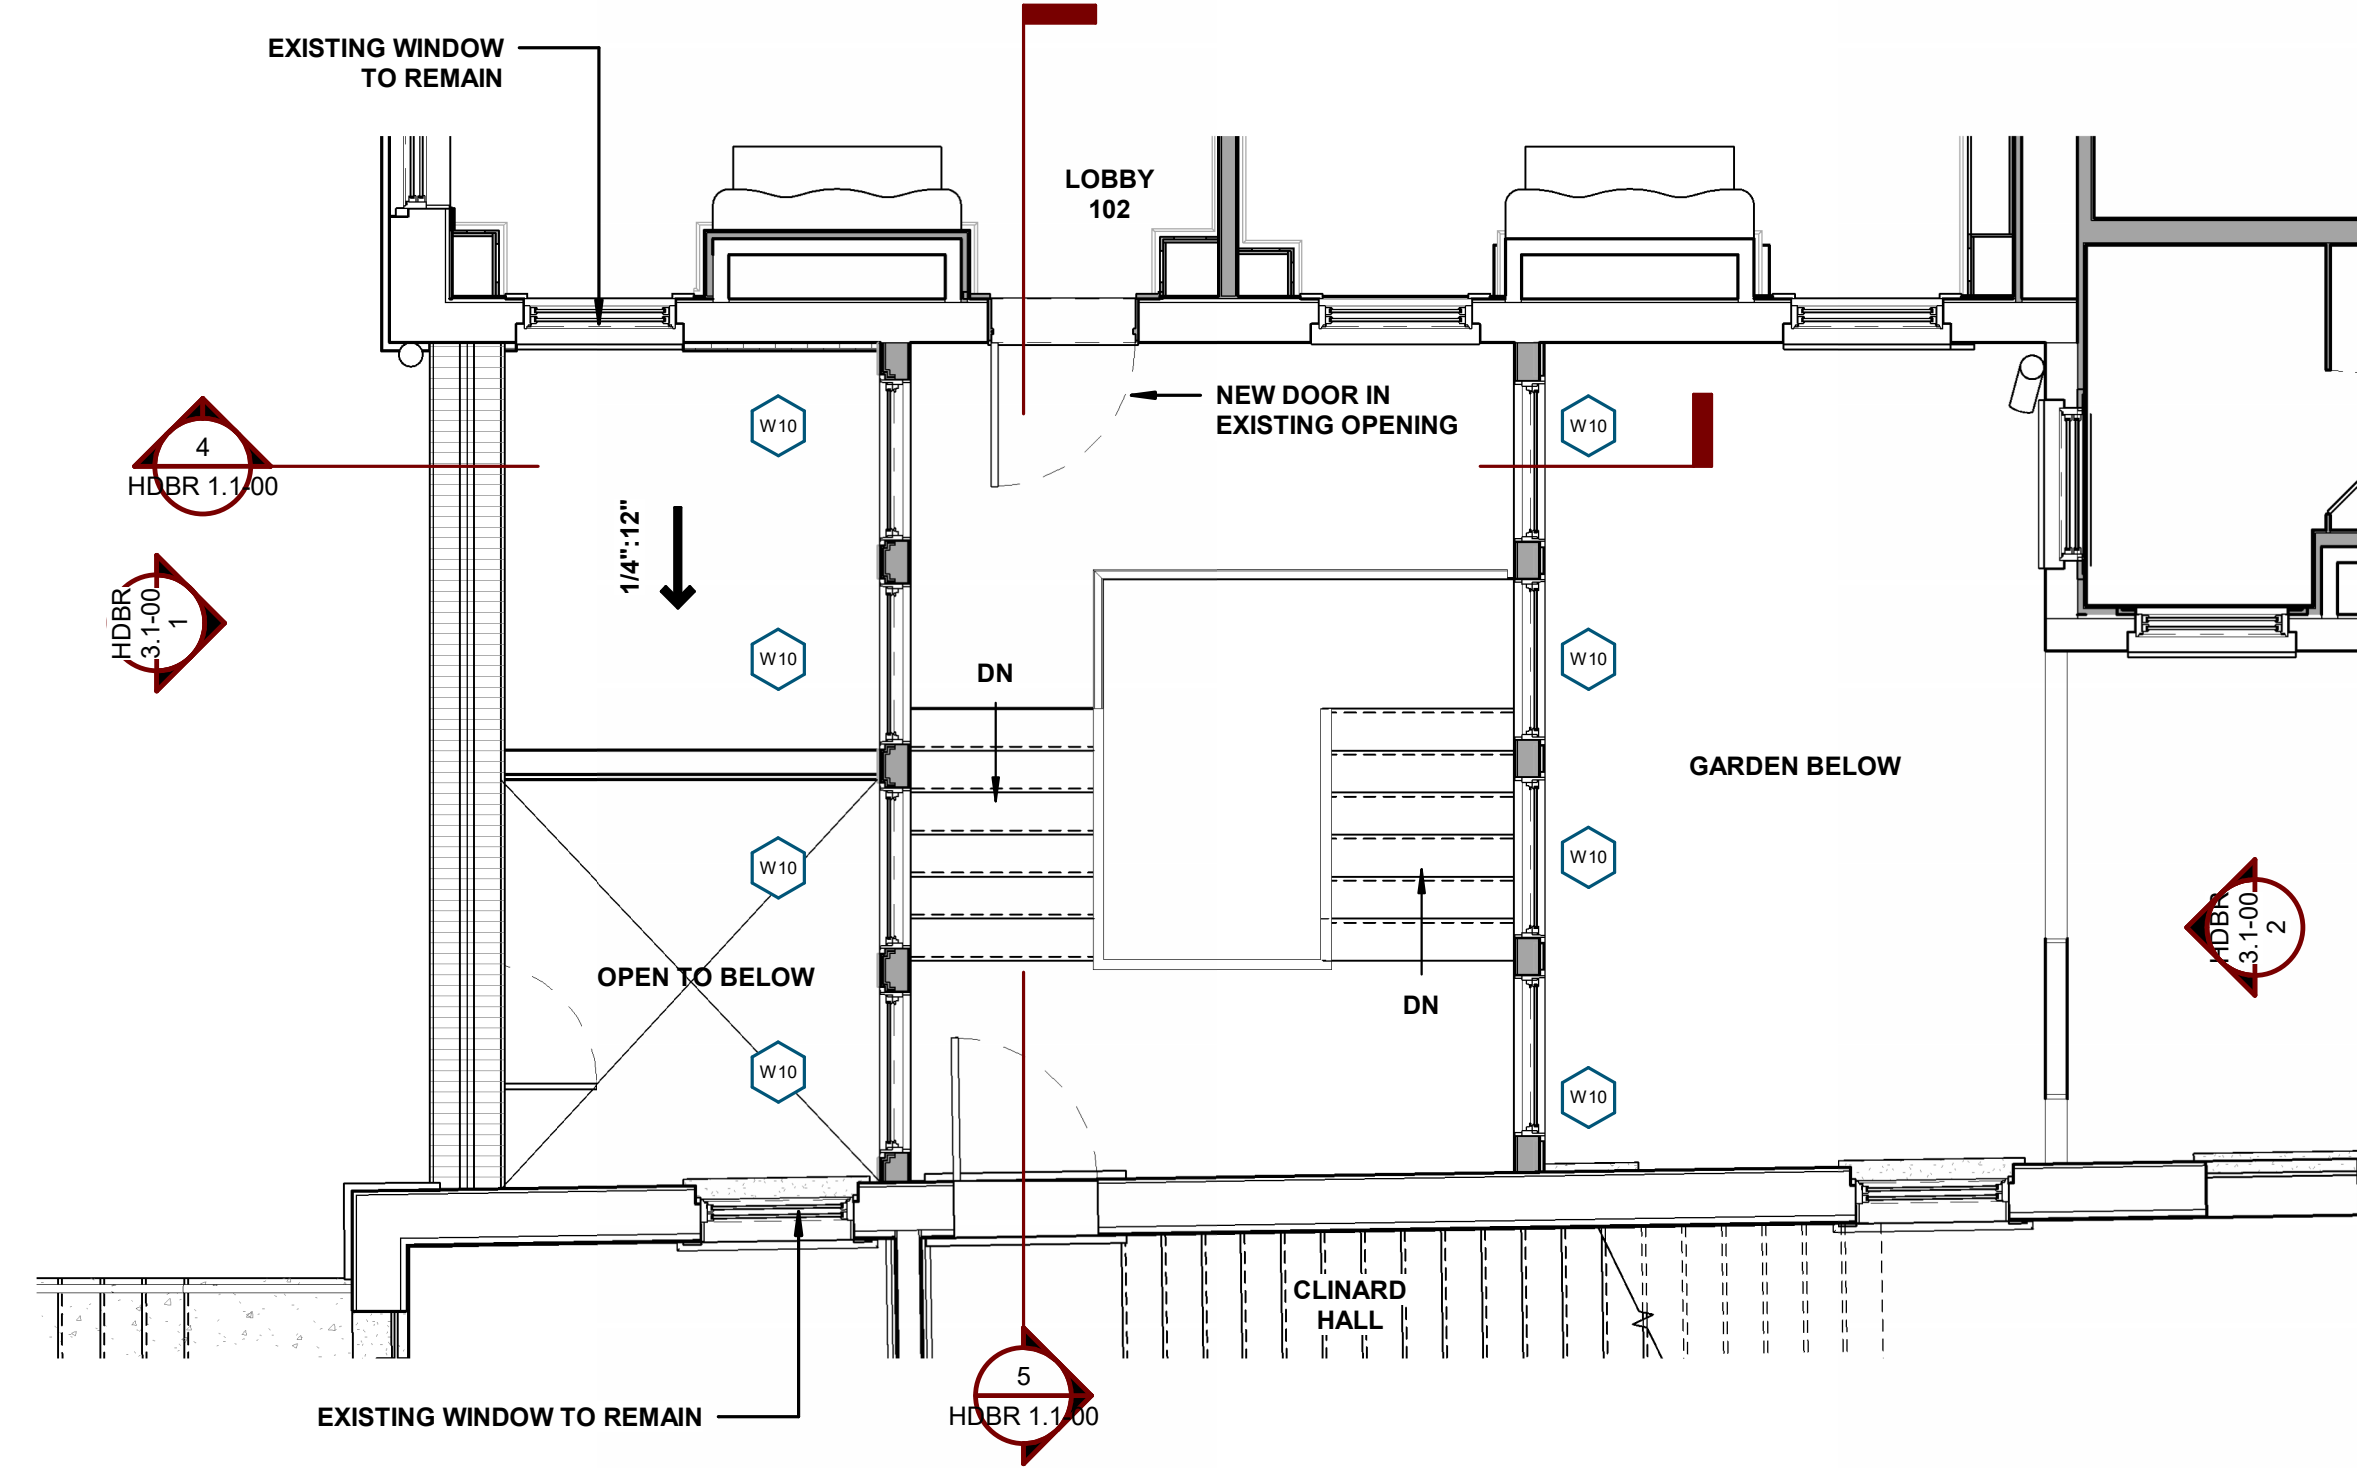 EXISTING WINDOW
TO REMAIN
LOBBY
102
NEW DOOR IN
EXISTING OPENING
W10
W10
4
HDBR 1.1-00
1/4":12"
HDBR
3.1-00
1
W10
W10
DN
GARDEN BELOW
W10
W10
HDBR
3.1-00
2
OPEN TO BELOW
DN
W10
W10
CLINARD
HALL
5
HDBR 1.1-00
EXISTING WINDOW TO REMAIN